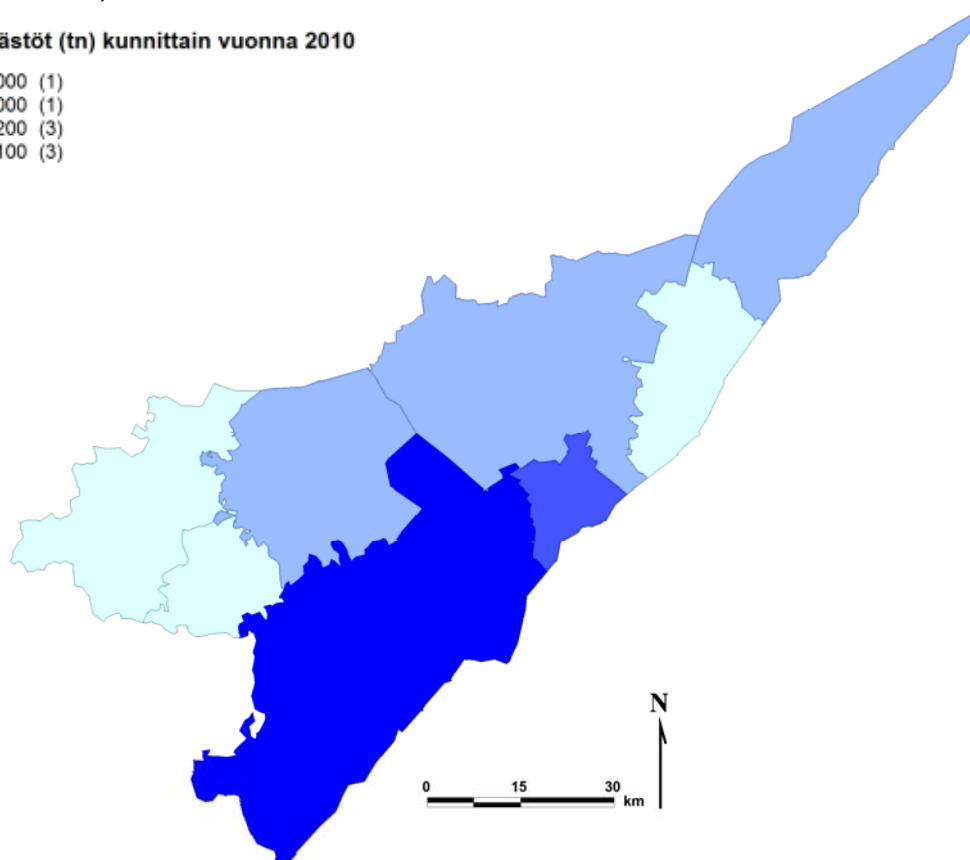 ästöt (tn) kunnittain vuonna 2010
000 (1)
000 (1)
200 (3)
100 (3)
N
0 15 30
km